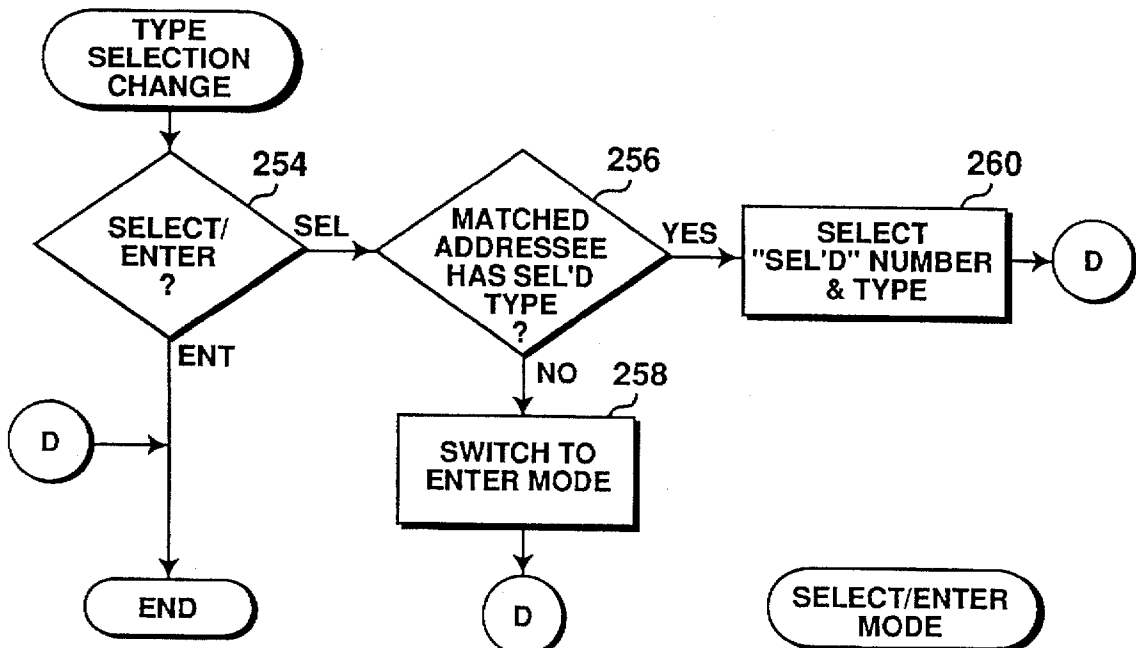 TYPE
SELECTION
CHANGE
254
SELECT/
ENTER
?
SEL
ENT
256
MATCHED
ADDRESSEE
HAS SEL'D
TYPE
?
YES
NO
260
SELECT
"SEL'D" NUMBER
& TYPE
D
258
SWITCH TO
ENTER MODE
D
D
END
SELECT/ENTER
MODE